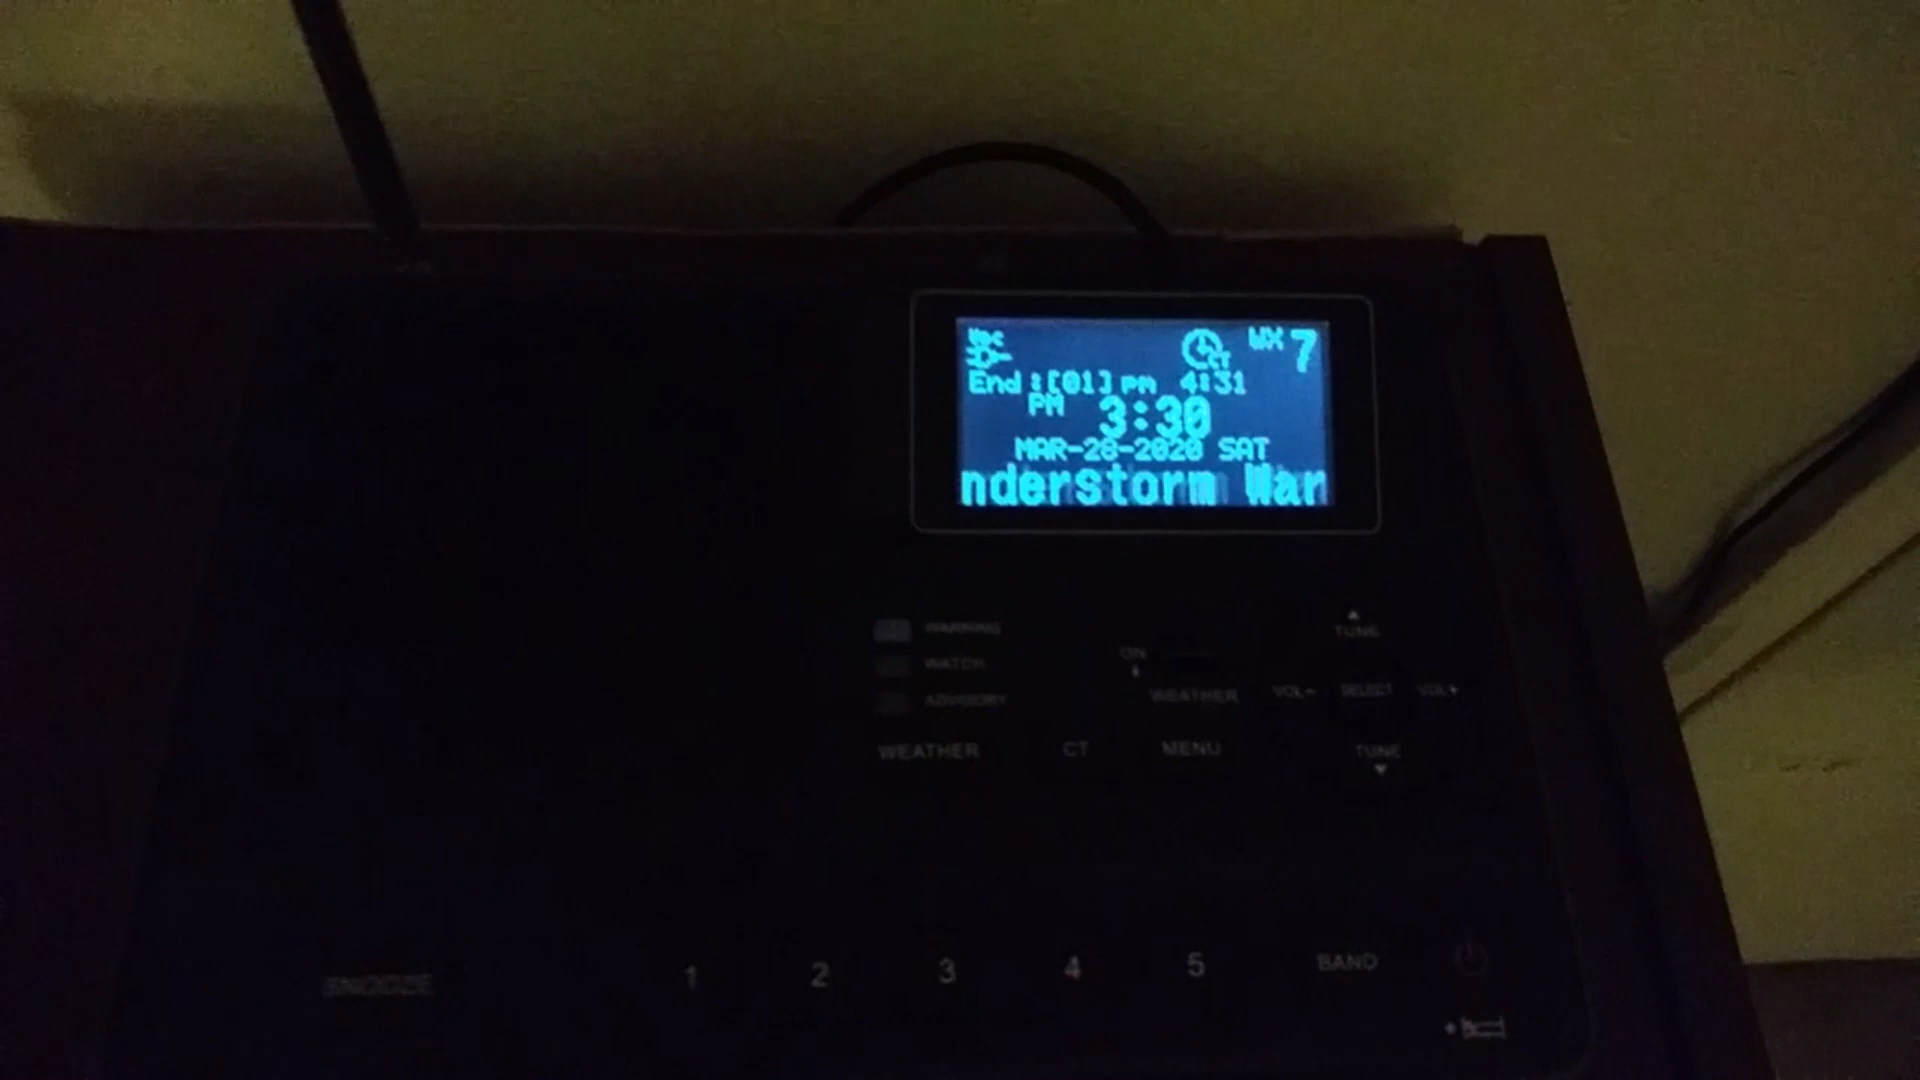 WX 7
End:[01] pm 4:31
PM 3:30
MAR-28-2020 SAT
nderstorm War
WARNING
WATCH
ADVISORY
WEATHER
CT
ON
WEATHER
MENU
TUNE
VOL-
SELECT
VOL+
TUNE
SNOOZE
1 2 3 4 5
BAND